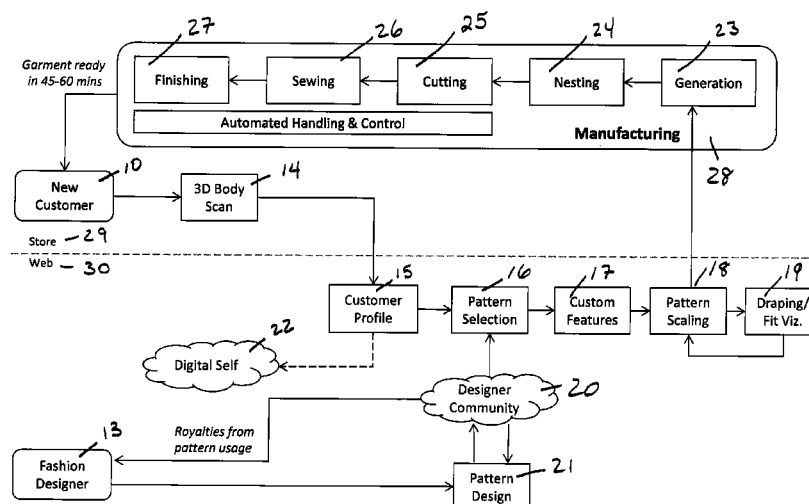 27
26
25
24
23
Garment ready
in 45-60 mins
Finishing
Sewing
Cutting
Nesting
Generation
Automated Handling & Control
Manufacturing
28
10
14
New
Customer
3D Body
Scan
Store 29
Web 30
15
16
17
18
19
Customer
Profile
Pattern
Selection
Custom
Features
Pattern
Scaling
Draping/
Fit Viz.
22
Digital Self
Designer
Community
20
13
Royalties from
pattern usage
Fashion
Designer
Pattern
Design
21